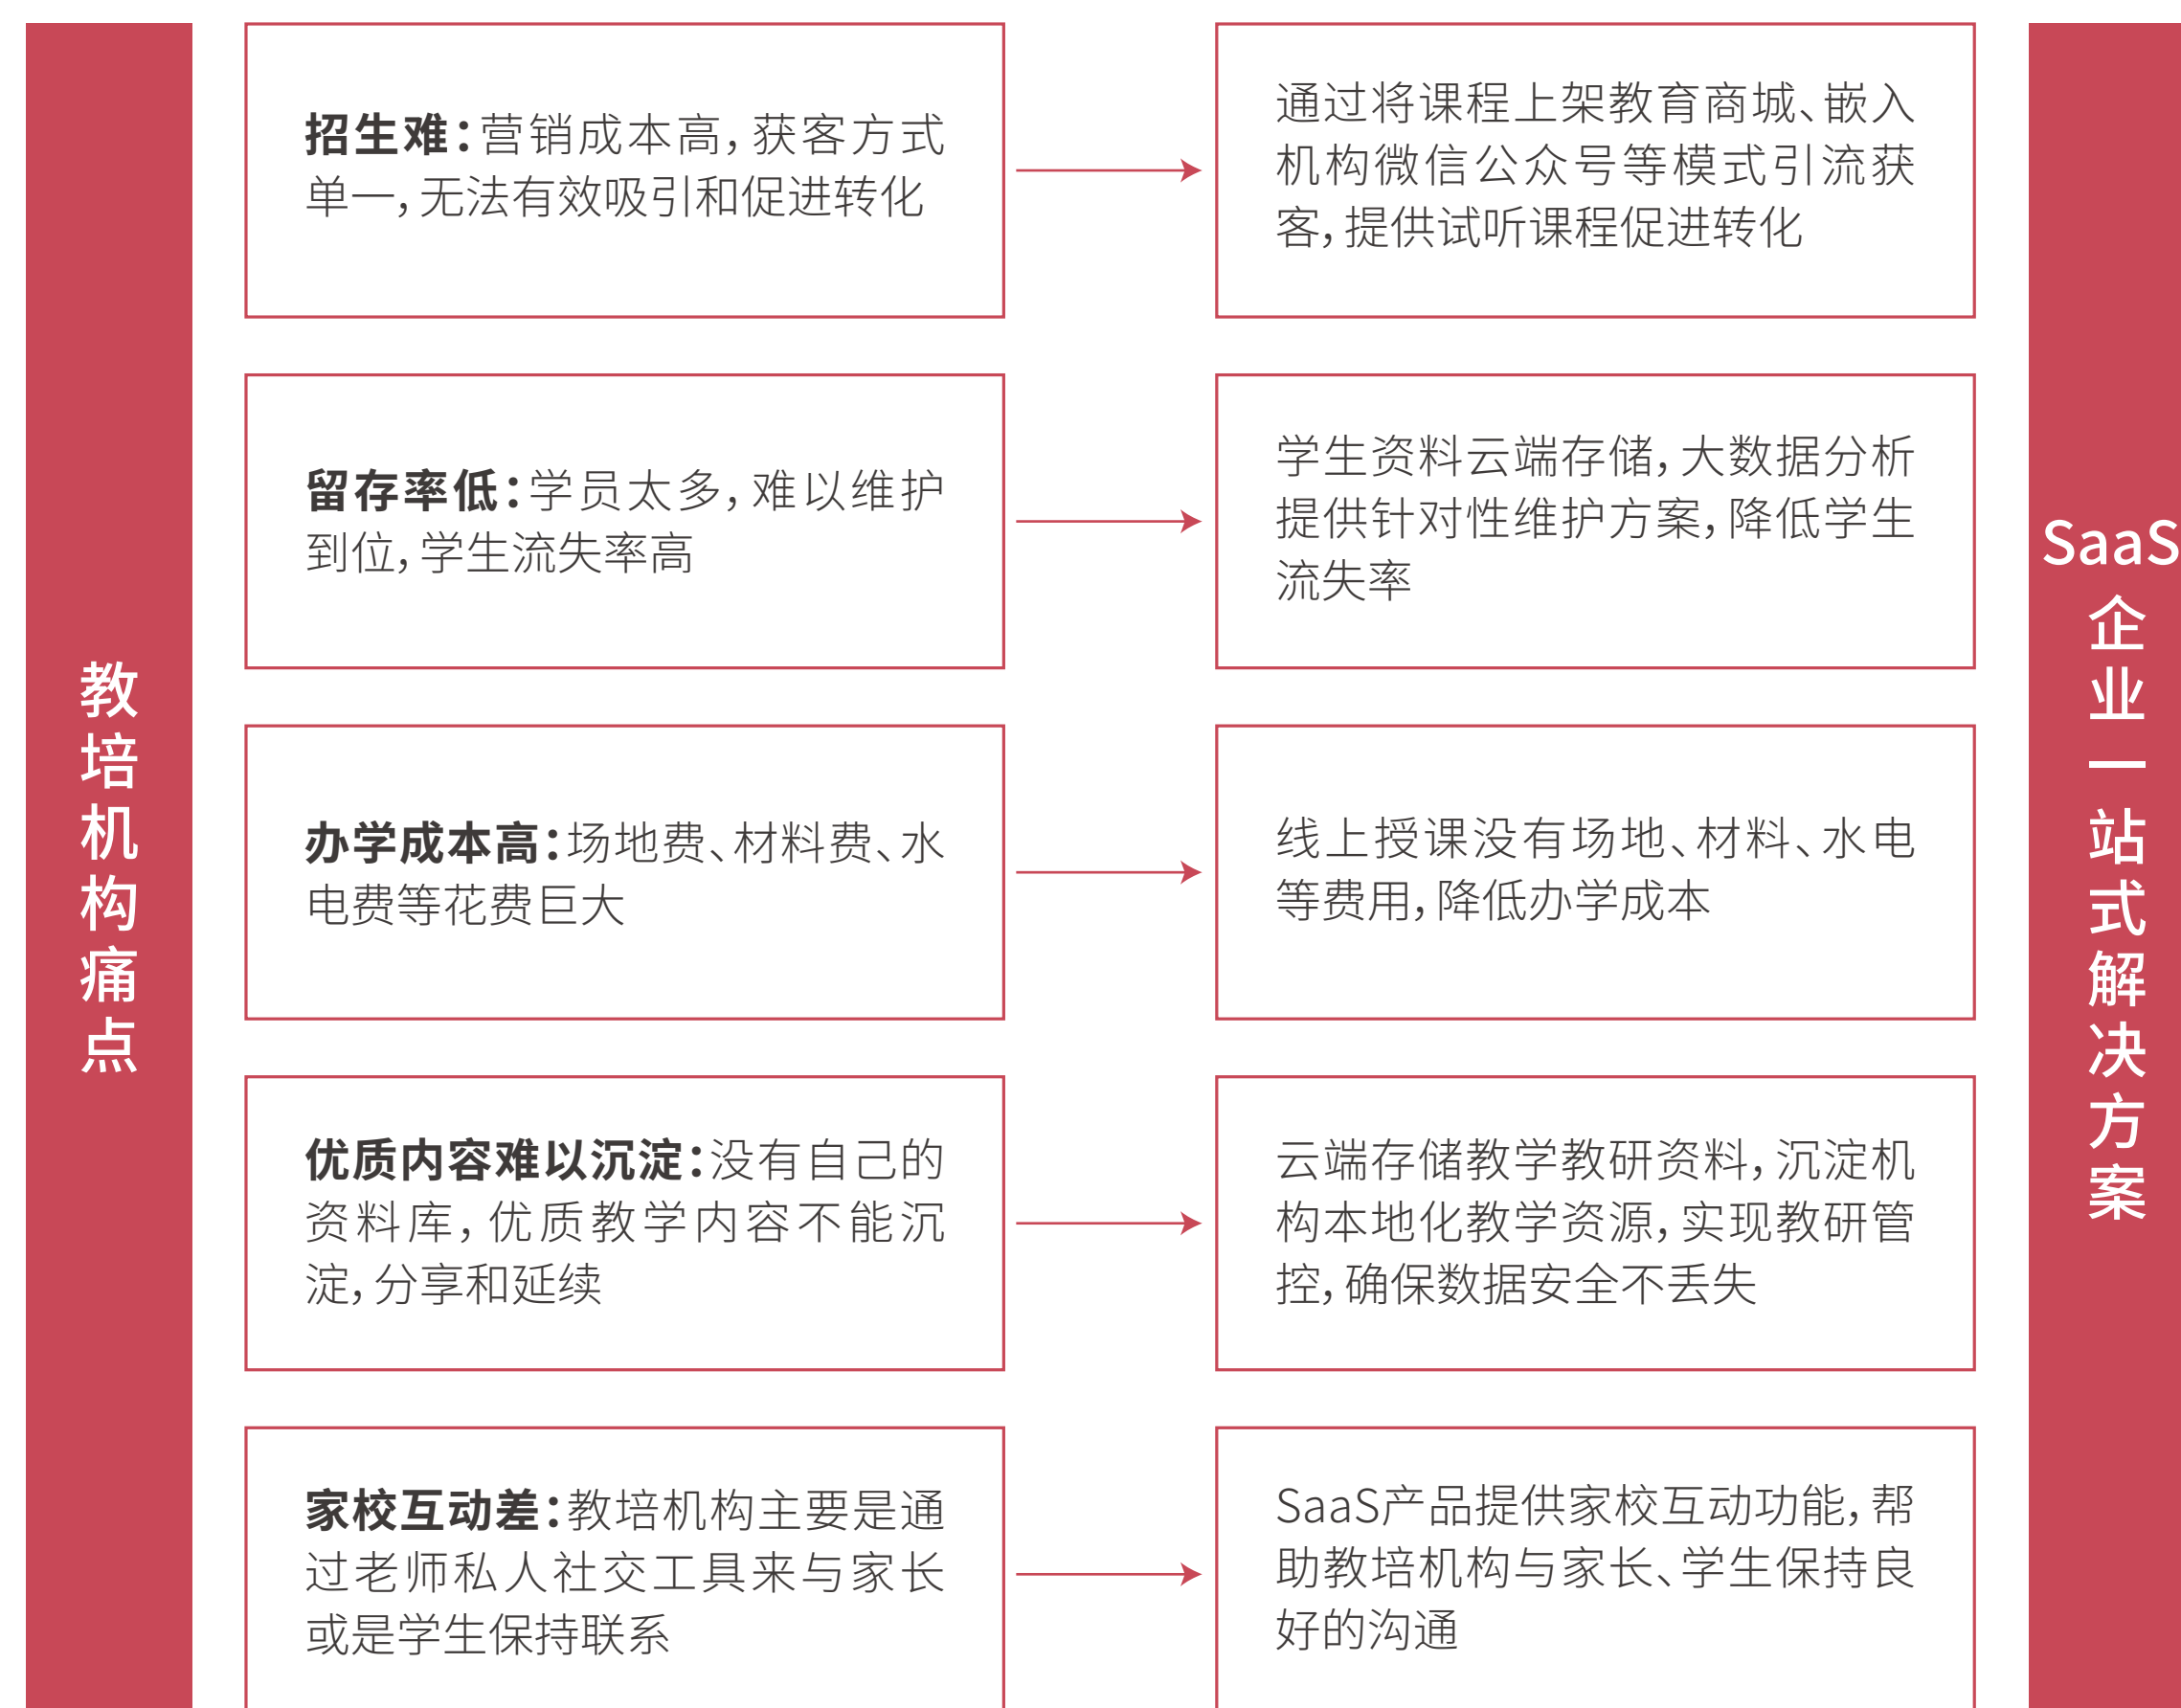 教培机构痛点
招生难：营销成本高，获客方式
单一，无法有效吸引和促进转化
通过将课程上架教育商城、嵌入
机构微信公众号等模式引流获
客，提供试听课程促进转化
留存率低：学员太多，难以维护
到位，学生流失率高
学生资料云端存储，大数据分析
提供针对性维护方案，降低学生
流失率
办学成本高：场地费、材料费、水
电费等花费巨大
线上授课没有场地、材料、水电
等费用，降低办学成本
优质内容难以沉淀：没有自己的
资料库，优质教学内容不能沉
淀，分享和延续
云端存储教学教研资料，沉淀机
构本地化教学资源，实现教研管
控，确保数据安全不丢失
家校互动差：教培机构主要是通
过老师私人社交工具来与家长
或是学生保持联系
SaaS产品提供家校互动功能，帮
助教培机构与家长、学生保持良
好的沟通
SaaS
企业一站式解决方案